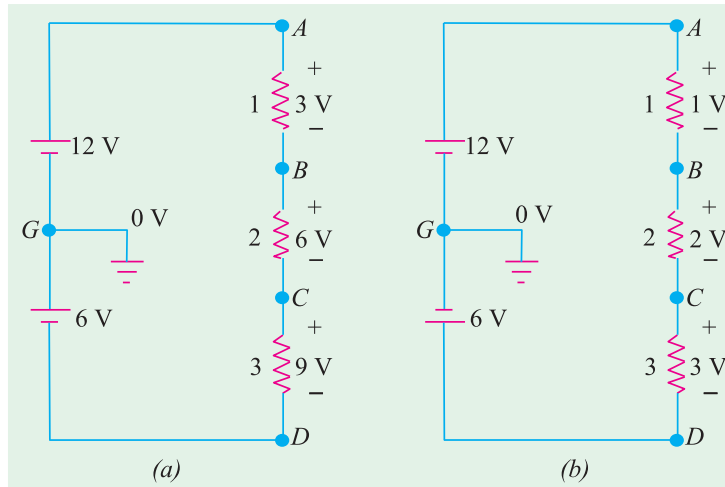 A
+
1 3 V
−
12 V
B
0 V
+
G
2 6 V
−
C
6 V
+
3 9 V
−
D
(a)
A
+
1 1 V
−
12 V
B
0 V
+
G
2 2 V
−
C
6 V
+
3 3 V
−
D
(b)